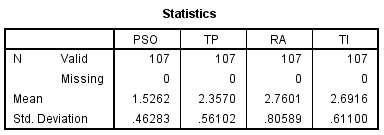 Statistics
PSO TP RA TI
N Valid 107 107 107 107
Missing 0 0 0 0
Mean 1.5262 2.3570 2.7601 2.6916
Std. Deviation .46283 .56102 .80589 .61100